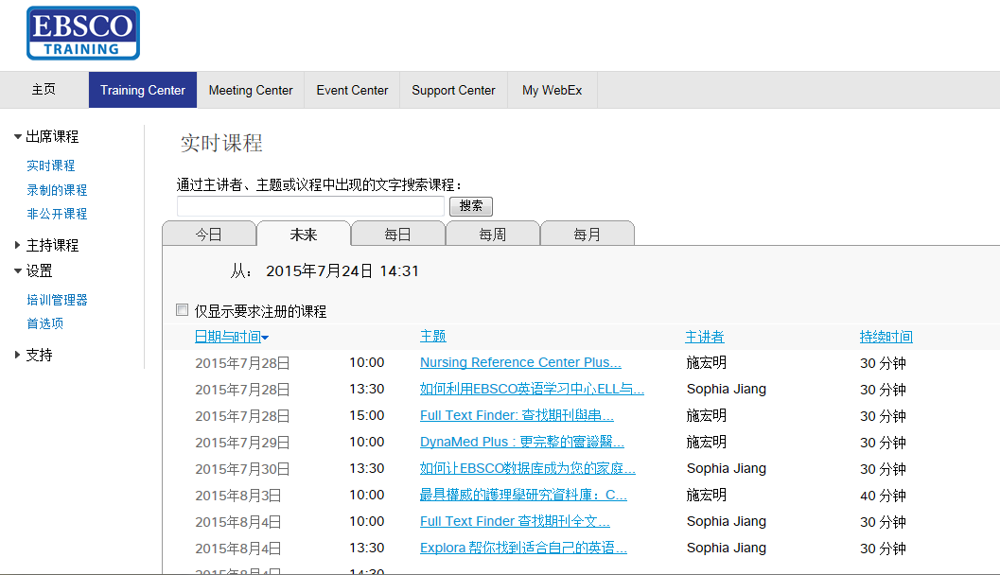 EBSCO
TRAINING
主页 Training Center Meeting Center Event Center Support Center My WebEx
出席课程
实时课程
录制的课程
非公开课程
主持课程
设置
培训管理器
首选项
支持
实时课程
通过主讲者、主题或议程中出现的文字搜索课程：
搜索
今日 未来 每日 每周 每月
从： 2015年7月24日 14:31
仅显示要求注册的课程
日期与时间 主题 主讲者 持续时间
2015年7月28日 10:00 Nursing Reference Center Plus... 施宏明 30 分钟
2015年7月28日 13:30 如何利用EBSCO英语学习中心ELL与... Sophia Jiang 30 分钟
2015年7月28日 15:00 Full Text Finder: 查找期刊與串... 施宏明 30 分钟
2015年7月29日 10:00 DynaMed Plus : 更完整的實證醫... 施宏明 30 分钟
2015年7月30日 13:30 如何让EBSCO数据库成为您的家庭... Sophia Jiang 30 分钟
2015年8月3日 10:00 最具權威的護理學研究資料庫：C... 施宏明 40 分钟
2015年8月4日 10:00 Full Text Finder 查找期刊全文... Sophia Jiang 30 分钟
2015年8月4日 13:30 Explora 帮你找到适合自己的英语... Sophia Jiang 30 分钟
2015年8月4日 14:30